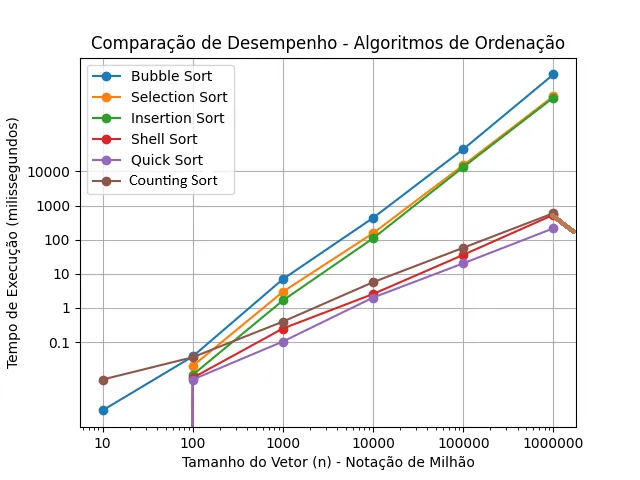 Comparação de Desempenho - Algoritmos de Ordenação
Bubble Sort
Selection Sort
Insertion Sort
Shell Sort
Quick Sort
Counting Sort
Tempo de Execução (milissegundos)
10000
1000
100
10
1
0.1
10
100
1000
10000
100000
1000000
Tamanho do Vetor (n) - Notação de Milhão